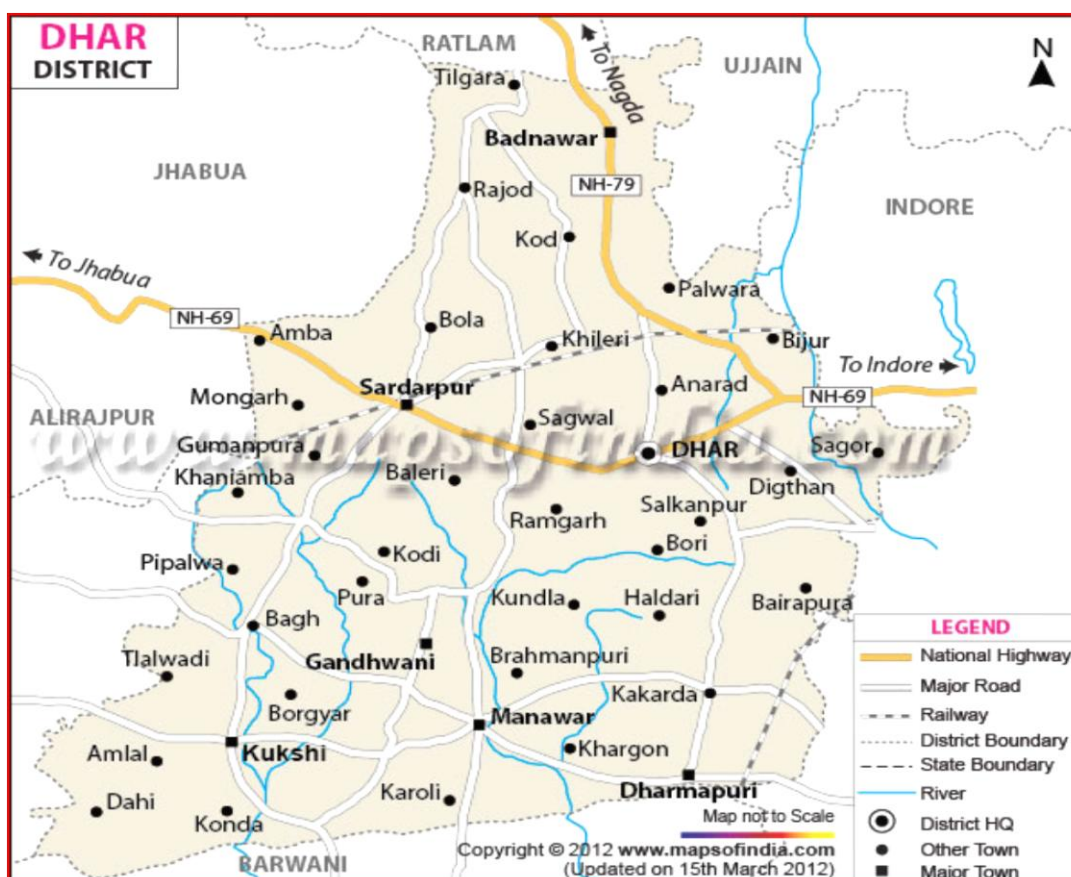 DHAR
DISTRICT
RATLAM
UJJAIN
N
To Nagda
Tilgara
Badnawar
JHABUA
NH-79
Rajod
INDORE
Kod
To Jhabua
Palwara
NH-69
Amba
Bola
Khileri
Bijur
To Indore
Sardarpur
Anarad
Mongarh
NH-69
ALIRAJPUR
Sagwal
www.mapsofindia.com
Gumanpura
DHAR
Sagor
Khaniamba
Baleri
Digthan
Ramgarh
Salkanpur
Kodi
Bori
Pipalwa
Pura
Kundla
Haldari
Bairapura
Bagh
Gandhwani
Brahmanpuri
Tlalwadi
Kakarda
Borgyar
Manawar
Kukshi
Khargon
Amlal
Dharmapuri
Dahi
Konda
Karoli
BARWANI
LEGEND
National Highway
Major Road
Railway
District Boundary
State Boundary
River
District HQ
Other Town
Major Town
Map not to Scale
Copyright © 2012 www.mapsofindia.com
(Updated on 15th March 2012)